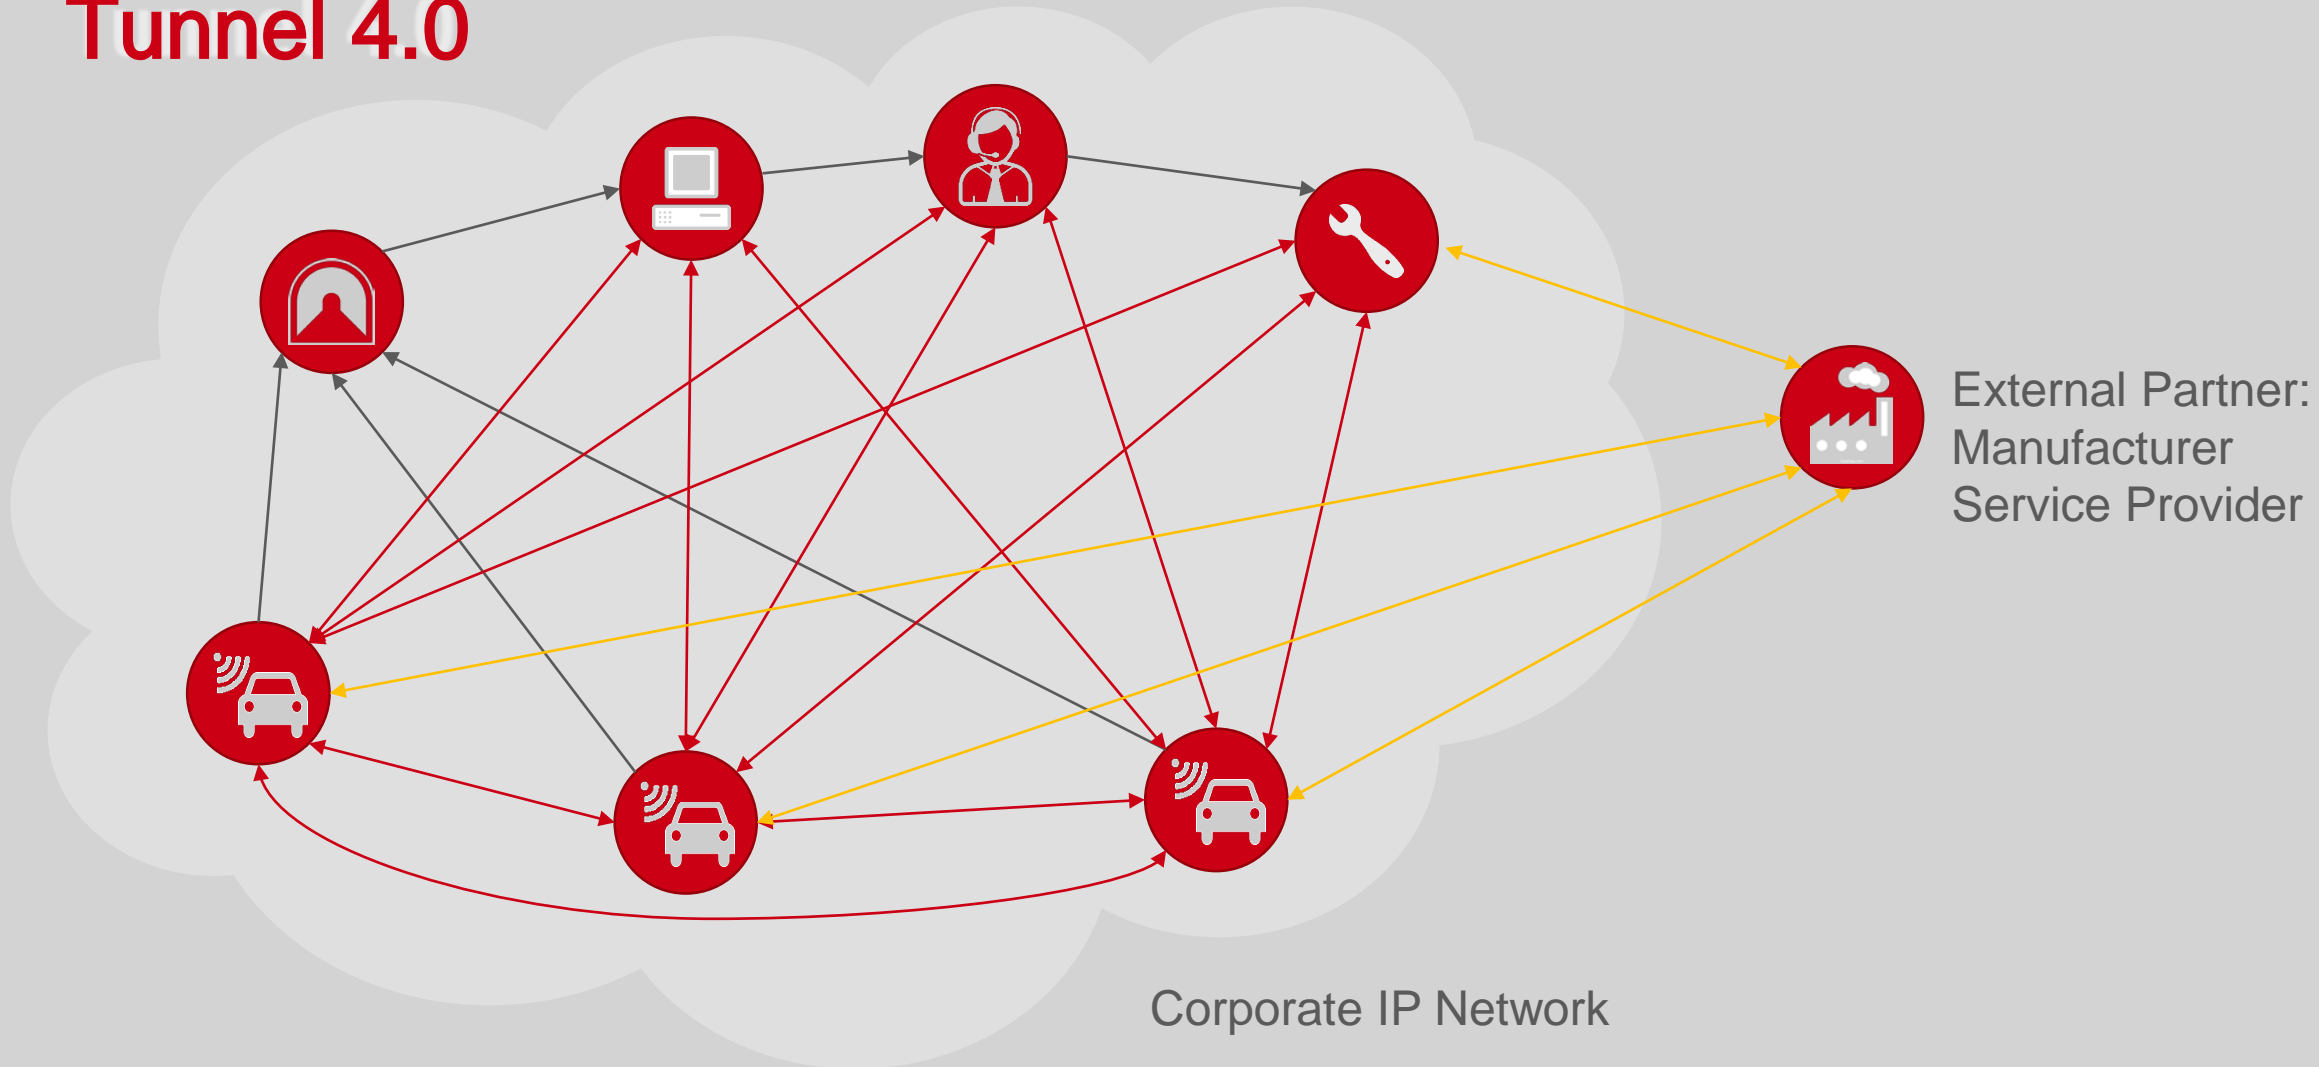 Tunnel 4.0
External Partner:
Manufacturer
Service Provider
Corporate IP Network